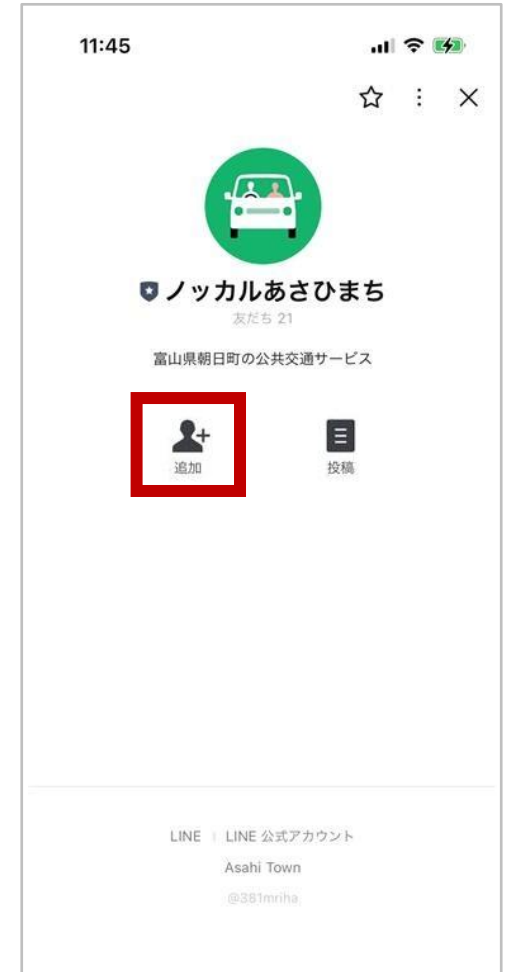 11:45
ノッカルあさひまち
友だち 21
富山県朝日町の公共交通サービス
追加
投稿
LINE | LINE 公式アカウント
Asahi Town
@381mriha